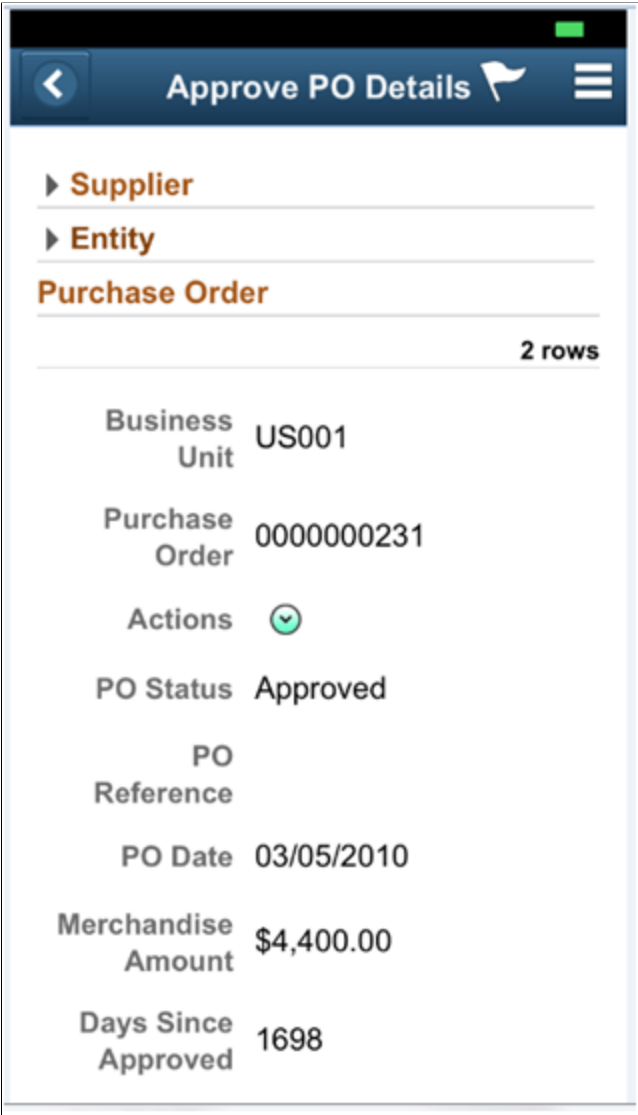 Approve PO Details
Supplier
Entity
Purchase Order
2 rows
Business
Unit
US001
Purchase
Order
0000000231
Actions
PO Status Approved
PO
Reference
PO Date 03/05/2010
Merchandise
Amount
$4,400.00
Days Since
Approved
1698